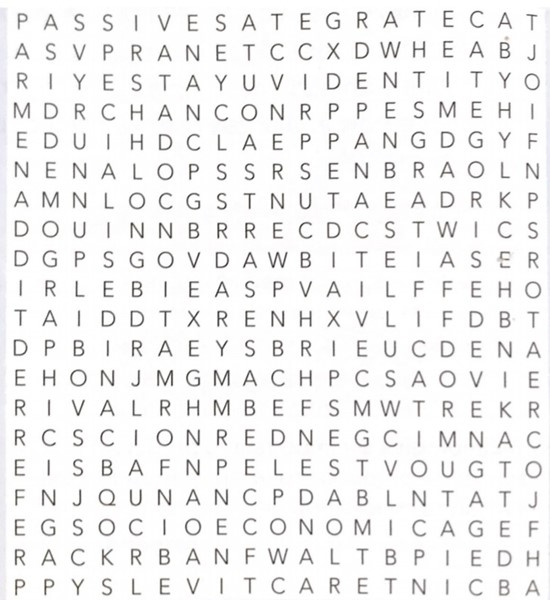 P A S S I V E S A T E G R A T E C A T
A S V P R A N E T C C X D W H E A B J
R I Y E S T A Y U V I D E N T I T Y O
M D R C H A N C O N R P P E S M E H I
E D U I H D C L A E P P A N G D G Y F
N E N A L O P S S R S E N B R A O L N
A M N L O C G S T N U T A E A D R K P
D O U I N N B R R E C D C S T W I C S
D G P S G O V D A W B I T E I A S E R
I R L E B I E A S P V A I L F F E H O
T A I D D T X R E N H X V L I F D B T
D P B I R A E Y S B R I E U C D E N A
E H O N J M G M A C H P C S A O V I E
R I V A L R H M B E F S M W T R E K R
R C S C I O N R E D N E G C I M N A C
E I S B A F N P E L E S T V O U G T O
F N J Q U N A N C P D A B L N T A T J
E G S O C I O E C O N O M I C A G E F
R A C K R B A N F W A L T B P I E D H
P P Y S L E V I T C A R E T N I C B A